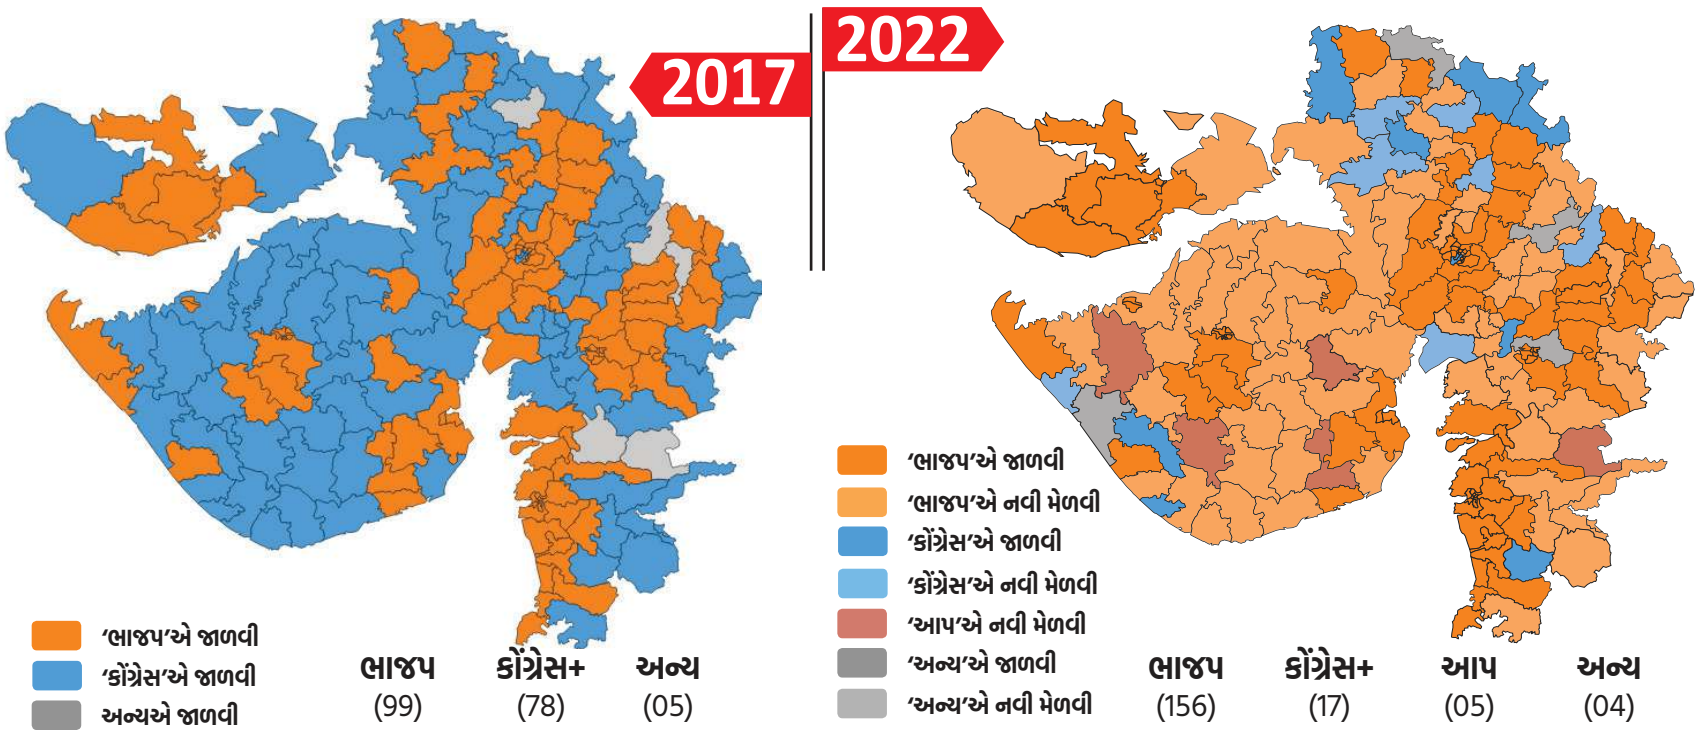 2017
2022
'ભાજપ'એ જાળવી
'કોંગ્રેસ'એ જાળવી
અન્યએ જાળવી
ભાજપ કોંગ્રેસ+ અન્ય
(99) (78) (05)
'ભાજપ'એ જાળવી
'ભાજપ'એ નવી મેળવી
'કોંગ્રેસ'એ જાળવી
'કોંગ્રેસ'એ નવી મેળવી
'આપ'એ નવી મેળવી
'અન્ય'એ જાળવી
'અન્ય'એ નવી મેળવી
ભાજપ કોંગ્રેસ+ આપ અન્ય
(156) (17) (05) (04)